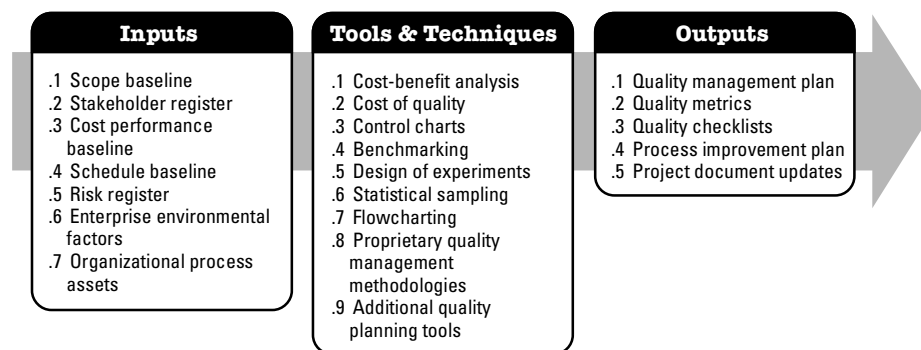 Inputs
.1 Scope baseline
.2 Stakeholder register
.3 Cost performance
baseline
.4 Schedule baseline
.5 Risk register
.6 Enterprise environmental
factors
.7 Organizational process
assets
Tools & Techniques
.1 Cost-benefit analysis
.2 Cost of quality
.3 Control charts
.4 Benchmarking
.5 Design of experiments
.6 Statistical sampling
.7 Flowcharting
.8 Proprietary quality
management
methodologies
.9 Additional quality
planning tools
Outputs
.1 Quality management plan
.2 Quality metrics
.3 Quality checklists
.4 Process improvement plan
.5 Project document updates